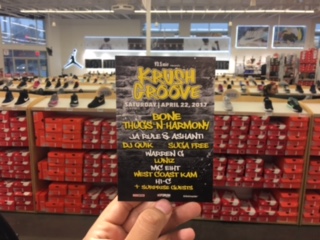 KRUSH
GROOVE
SATURDAY | APRIL 22, 2017
BONE
THUGS N HARMONY
JA RULE & ASHANTI
DJ QUIK SUGA FREE
WARREN G
LUNIZ
MC EIHT
WEST COAST KAM
HI-C
+ SURPRISE GUESTS